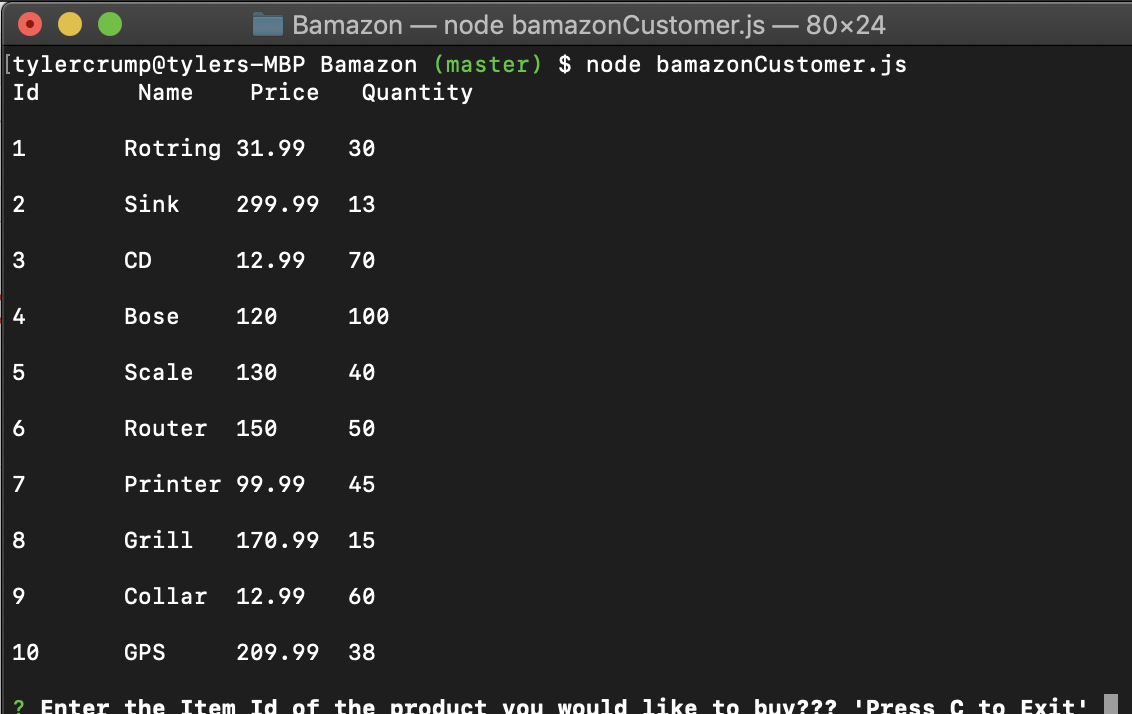 Bamazon — node bamazonCustomer.js — 80×24
[tylercrump@tylers-MBP Bamazon (master) $ node bamazonCustomer.js
Id Name Price Quantity
1 Rotring 31.99 30
2 Sink 299.99 13
3 CD 12.99 70
4 Bose 120 100
5 Scale 130 40
6 Router 150 50
7 Printer 99.99 45
8 Grill 170.99 15
9 Collar 12.99 60
10 GPS 209.99 38
? Enter the Item Id of the product you would like to buy??? 'Press C to Exit'